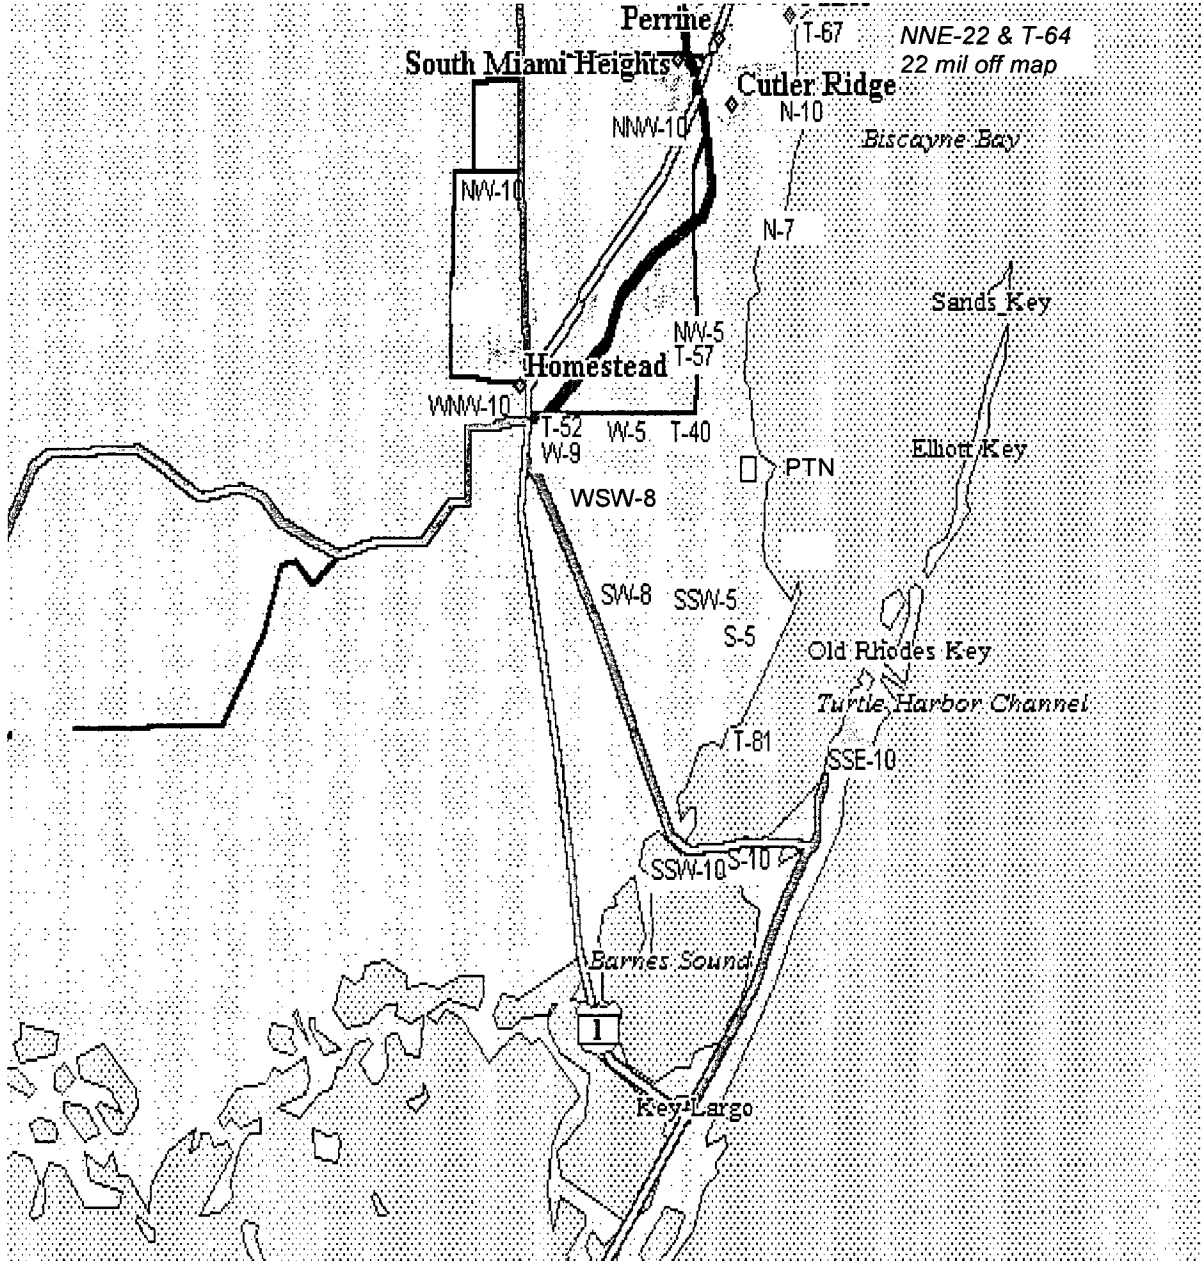 Perrine
T-67
NNE-22 & T-64
22 mil off map
South Miami Heights
Cutler Ridge
N-10
NNW-10
Biscayne Bay
NW-10
N-7
Sands Key
NW-5
T-57
Homestead
WNW-10
T-52
W-5
T-40
W-9
Elliott Key
PTN
WSW-8
SW-8
SSW-5
S-5
Old Rhodes Key
Turtle Harbor Channel
T-81
SSE-10
SSW-10
S-10
Barnes Sound
1
Key Largo